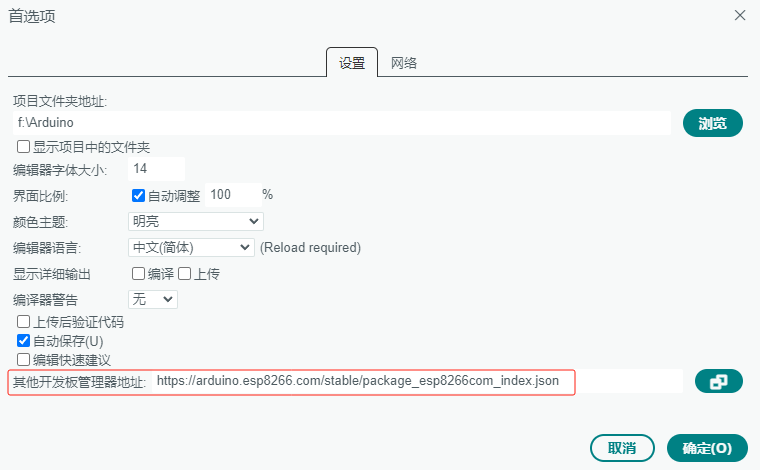 首选项
设置 网络
项目文件夹地址:
f:\Arduino 浏览
显示项目中的文件夹
编辑器字体大小: 14
界面比例: 自动调整 100 %
颜色主题: 明亮
编辑器语言: 中文(简体) (Reload required)
显示详细输出 编译 上传
编译器警告 无
上传后验证代码
自动保存(U)
编辑快速建议
其他开发板管理器地址: https://arduino.esp8266.com/stable/package_esp8266com_index.json
取消 确定(O)